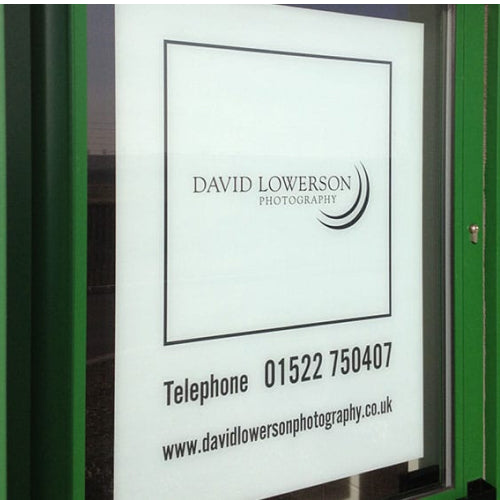 DAVID LOWERSON
PHOTOGRAPHY
Telephone 01522 750407
www.davidlowersonphotography.co.uk